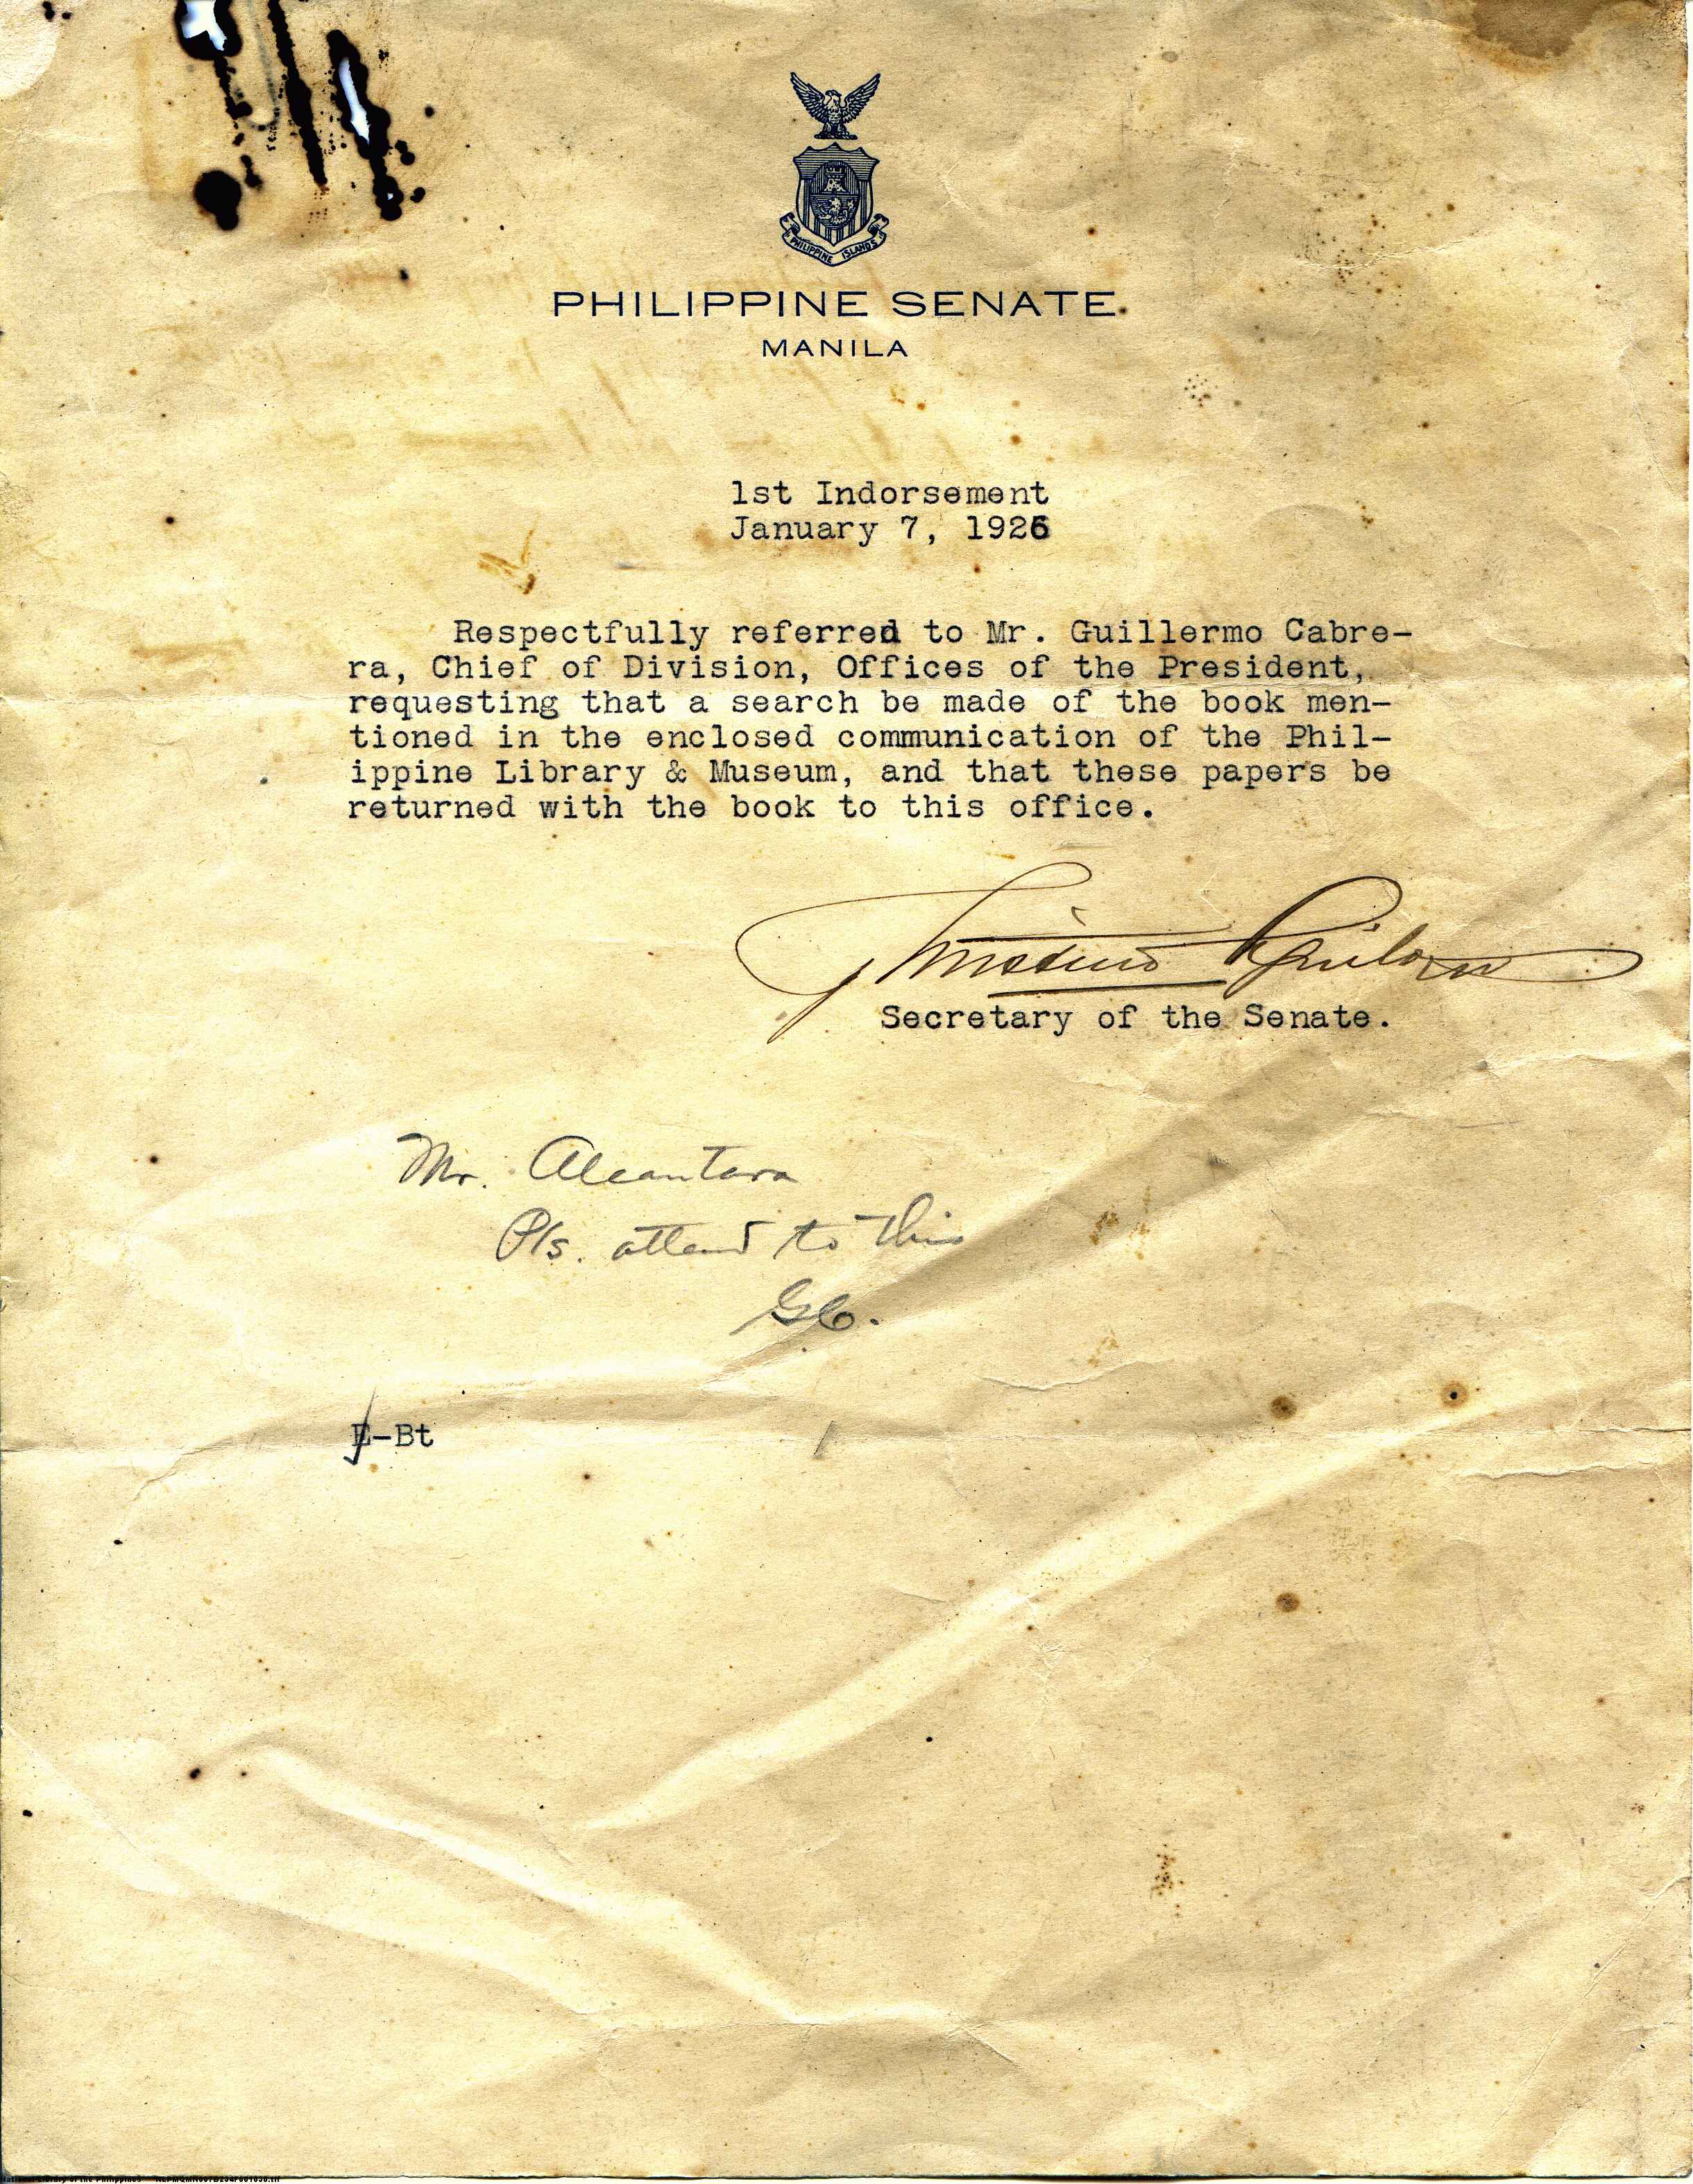 PHILIPPINE ISLANDS
PHILIPPINE SENATE
MANILA
1st Indorsement
January 7, 1926
Respectfully referred to Mr. Guillermo Cabre-
ra, Chief of Division, Offices of the President,
requesting that a search be made of the book men-
tioned in the enclosed communication of the Phil-
ippine Library & Museum, and that these papers be
returned with the book to this office.
Secretary of the Senate.
Mr. Alcantara
Pls. attend to this
GC.
E-Bt